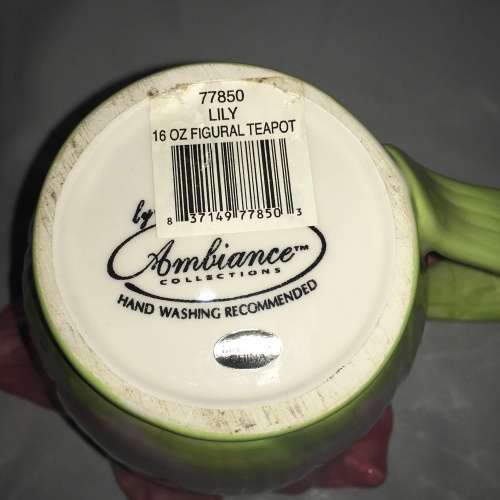 77850
LILY
16 OZ FIGURAL TEAPOT
8 37149 77850 3
by
Ambiance™
COLLECTIONS
HAND WASHING RECOMMENDED